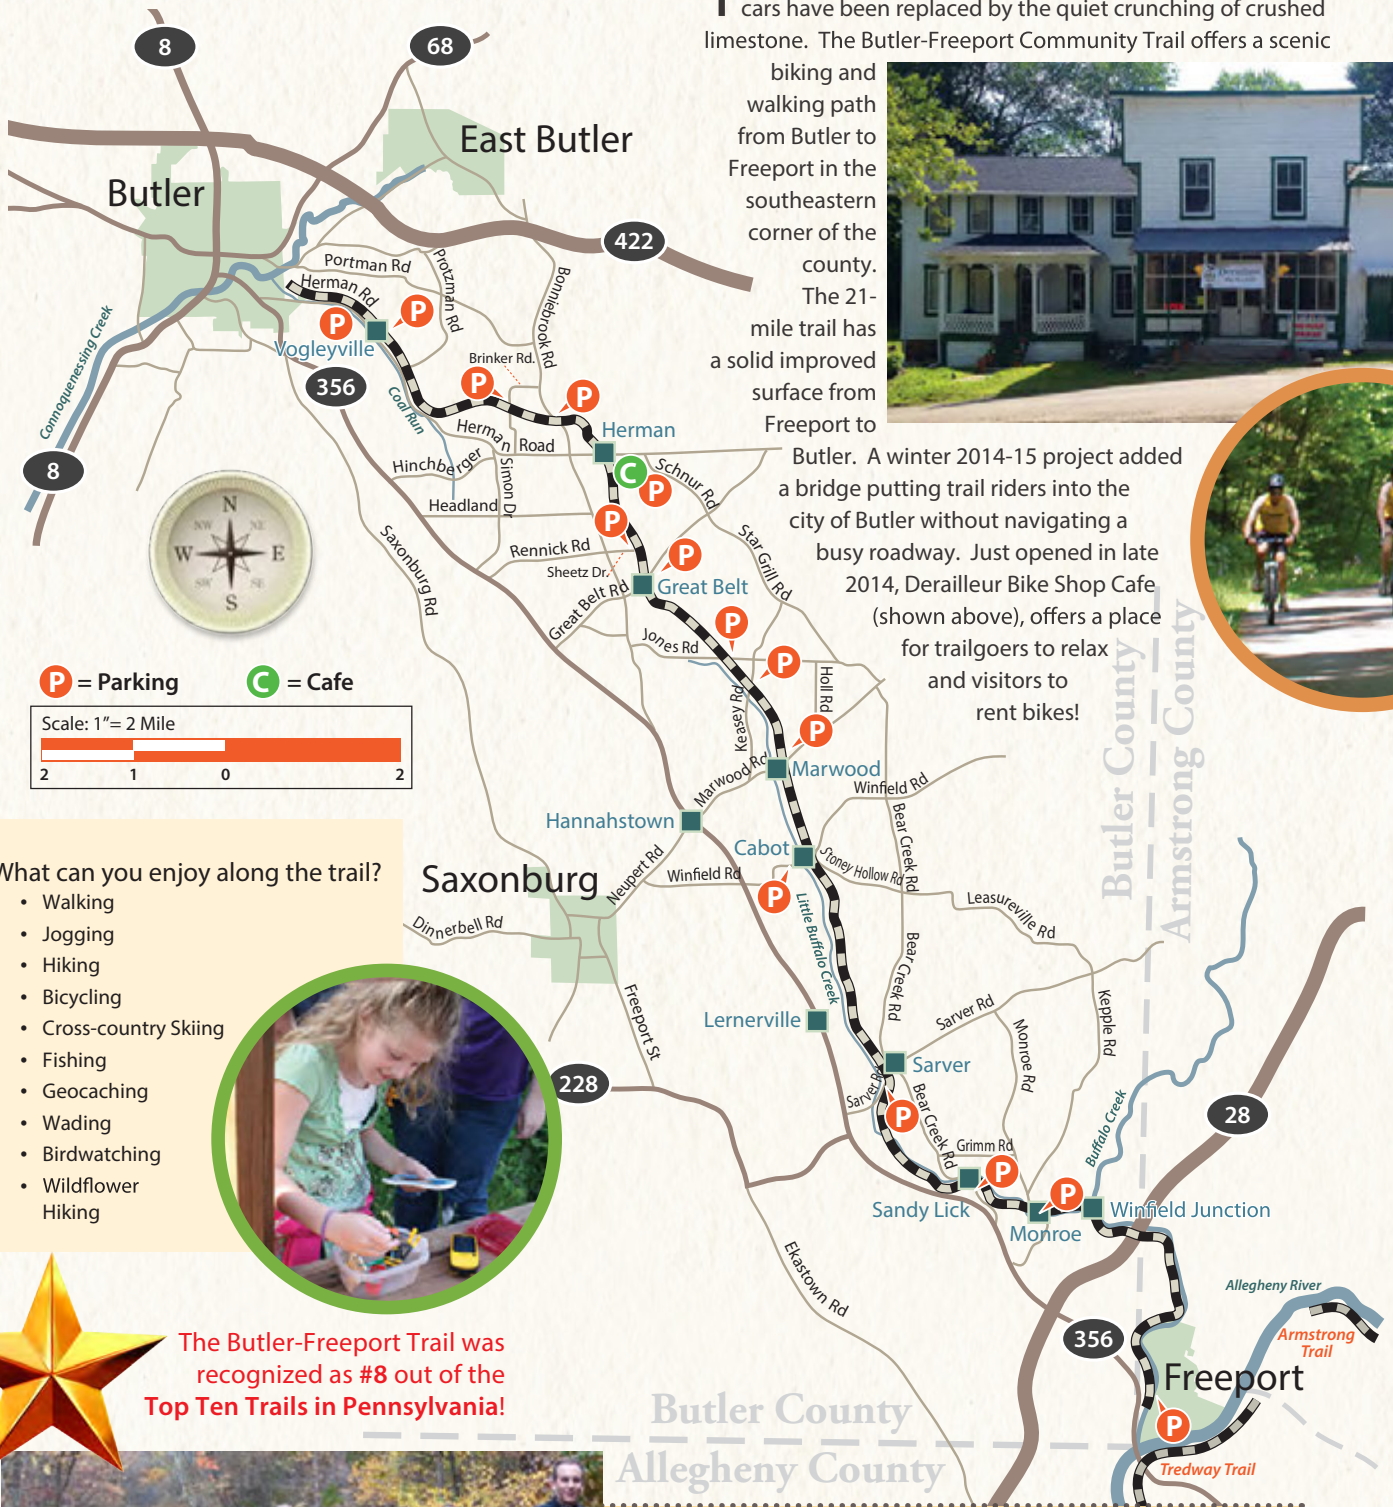 cars have been replaced by the quiet crunching of crushed
limestone. The Butler-Freeport Community Trail offers a scenic
biking and
walking path
from Butler to
Freeport in the
southeastern
corner of the
county.
The 21-
mile trail has
a solid improved
surface from
Freeport to
Butler. A winter 2014-15 project added
a bridge putting trail riders into the
city of Butler without navigating a
busy roadway. Just opened in late
2014, Derailleur Bike Shop Cafe
(shown above), offers a place
for trailgoers to relax
and visitors to
rent bikes!
8
68
East Butler
Butler
422
Portman Rd
Protzman Rd
Bonniebrook Rd
Herman Rd
P
P
Vogleyville
Connoquenessing Creek
356
Brinker Rd.
P
P
Coal Run
Herman Road
Herman
8
Hinchberger
Simon Dr
C
P
Schnur Rd
Headland
P
Star Grill Rd
N
NE
E
SE
S
SW
W
NW
Saxonburg Rd
Rennick Rd
Sheetz Dr.
P
Great Belt
Great Belt Rd
P
Jones Rd
P
Holl Rd
Keasey Rd
P
P = Parking
C = Cafe
Scale: 1"= 2 Mile
2 1 0 2
Marwood Rd
Marwood
Winfield Rd
Hannahstown
Bear Creek Rd
Cabot
Stoney Hollow Rd
Saxonburg
Neupert Rd
Winfield Rd
P
Leasureville Rd
Dinnerbell Rd
Little Buffalo Creek
Bear Creek Rd
Butler County
Armstrong County
Freeport St
Lernerville
Sarver Rd
Monroe Rd
Kepple Rd
228
Sarver
Sarver R
Bear Creek Rd
P
Buffalo Creek
28
Grimm Rd
P
P
Sandy Lick
Monroe
Winfield Junction
Ekastown Rd
Allegheny River
356
Armstrong
Trail
Freeport
P
Tredway Trail
Butler County
Allegheny County
What can you enjoy along the trail?
• Walking
• Jogging
• Hiking
• Bicycling
• Cross-country Skiing
• Fishing
• Geocaching
• Wading
• Birdwatching
• Wildflower
Hiking
The Butler-Freeport Trail was
recognized as #8 out of the
Top Ten Trails in Pennsylvania!